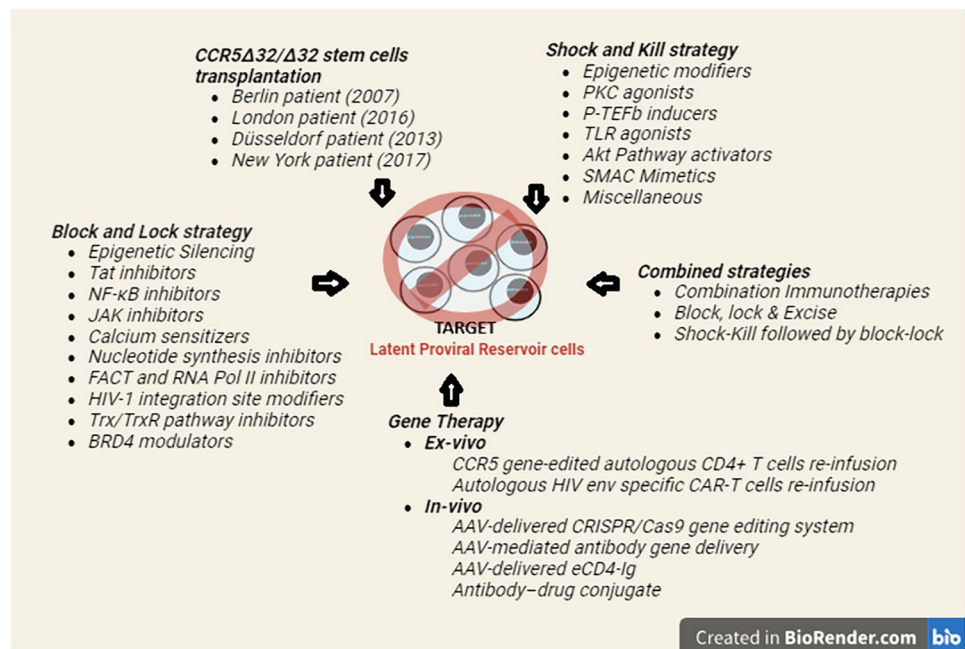 CCR5Δ32/Δ32 stem cells
transplantation
• Berlin patient (2007)
• London patient (2016)
• Düsseldorf patient (2013)
• New York patient (2017)
Shock and Kill strategy
• Epigenetic modifiers
• PKC agonists
• P-TEFb inducers
• TLR agonists
• Akt Pathway activators
• SMAC Mimetics
• Miscellaneous
Block and Lock strategy
• Epigenetic Silencing
• Tat inhibitors
• NF-κB inhibitors
• JAK inhibitors
• Calcium sensitizers
• Nucleotide synthesis inhibitors
• FACT and RNA Pol II inhibitors
• HIV-1 integration site modifiers
• Trx/TrxR pathway inhibitors
• BRD4 modulators
TARGET
Latent Proviral Reservoir cells
Combined strategies
• Combination Immunotherapies
• Block, lock & Excise
• Shock-Kill followed by block-lock
Gene Therapy
• Ex-vivo
CCR5 gene-edited autologous CD4+ T cells re-infusion
Autologous HIV env specific CAR-T cells re-infusion
• In-vivo
AAV-delivered CRISPR/Cas9 gene editing system
AAV-mediated antibody gene delivery
AAV-delivered eCD4-Ig
Antibody–drug conjugate
Created in BioRender.com bio